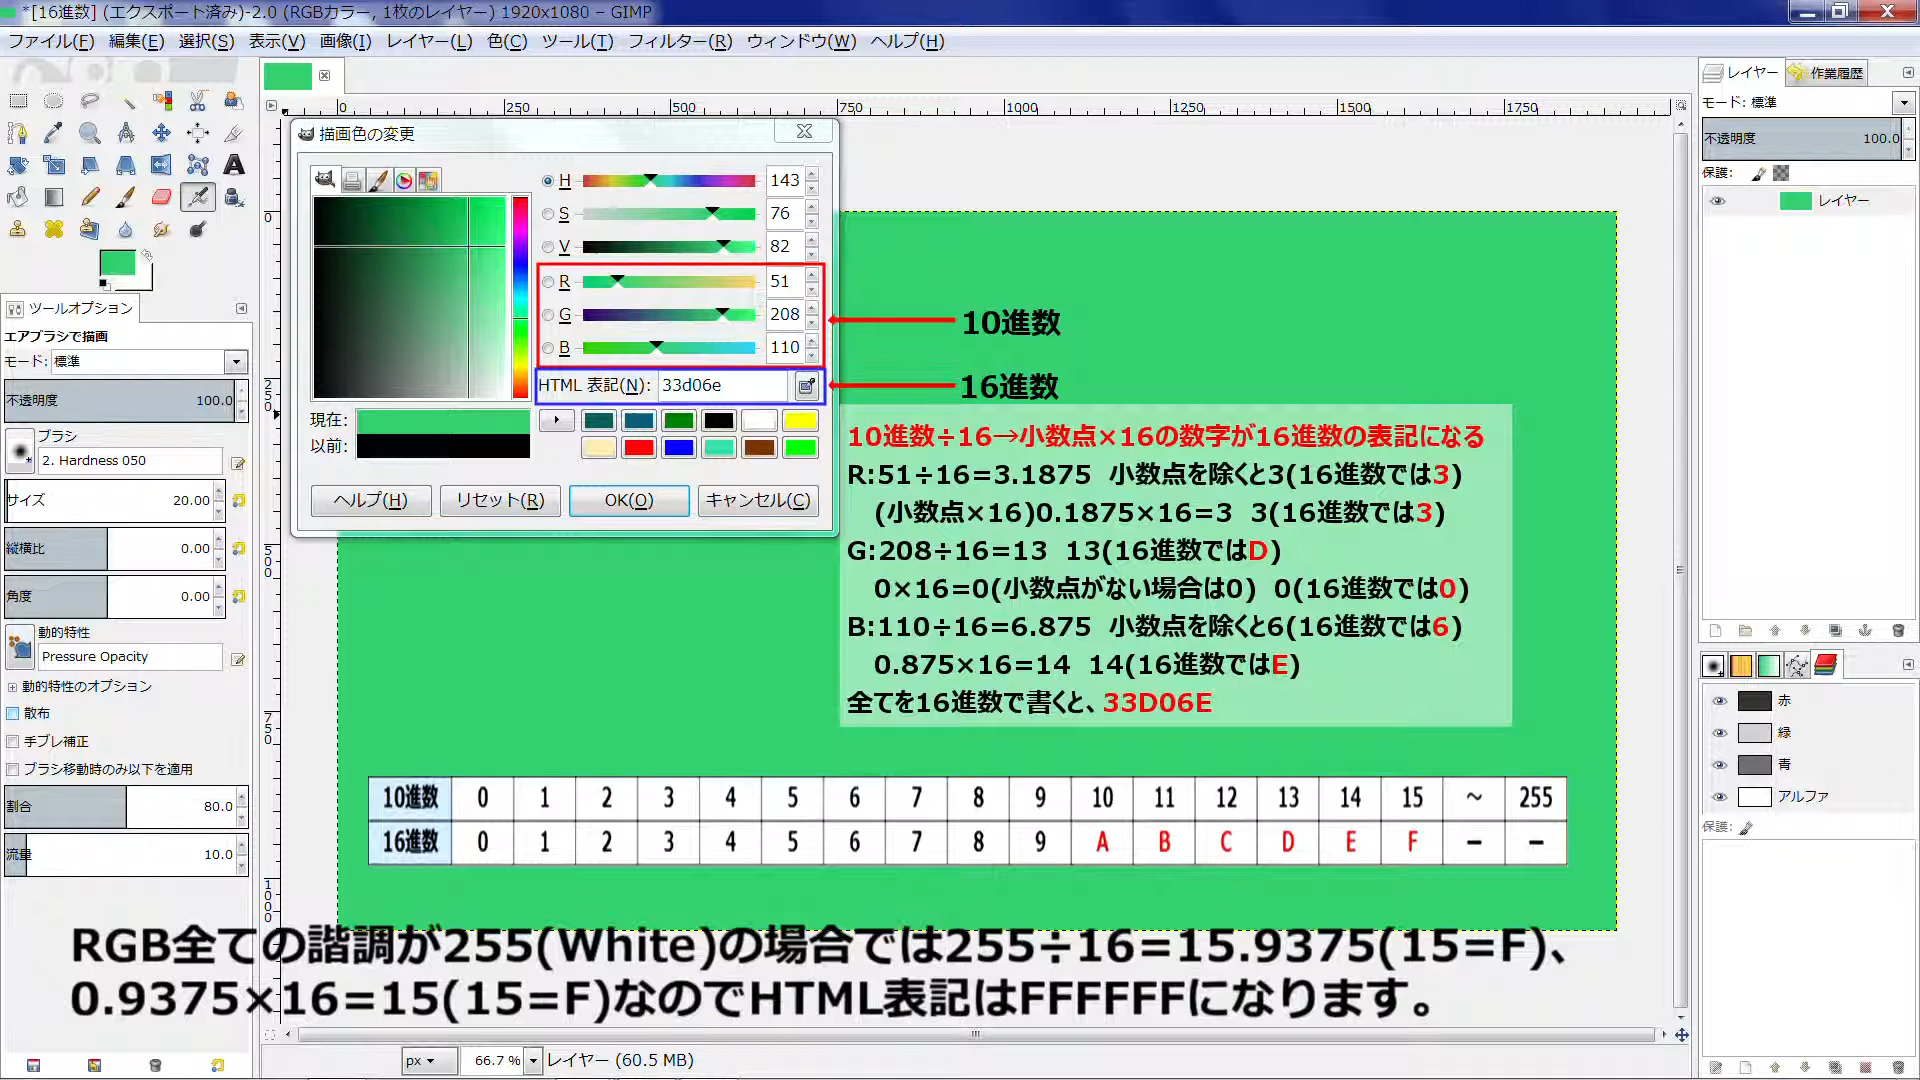 *[16進数] (エクスポート済み)-2.0 (RGBカラー, 1枚のレイヤー) 1920x1080 – GIMP
ファイル(F) 編集(E) 選択(S) 表示(V) 画像(I) レイヤー(L) 色(C) ツール(T) フィルター(R) ウィンドウ(W) ヘルプ(H)
0 250 500 750 1000 1250 1500 1750
0
250
500
750
1000
ツールオプション
エアブラシで描画
モード: 標準
不透明度 100.0
ブラシ
2. Hardness 050
サイズ 20.00
縦横比 0.00
角度 0.00
動的特性
Pressure Opacity
動的特性のオプション
散布
手ブレ補正
ブラシ移動時のみ以下を適用
割合 80.0
流量 10.0
描画色の変更
H 143
S 76
V 82
R 51
G 208
B 110
HTML 表記(N): 33d06e
現在:
以前:
ヘルプ(H) リセット(R) OK(O) キャンセル(C)
10進数
16進数
10進数÷16→小数点×16の数字が16進数の表記になる
R:51÷16=3.1875 小数点を除くと3(16進数では3)
(小数点×16)0.1875×16=3 3(16進数では3)
G:208÷16=13 13(16進数ではD)
0×16=0(小数点がない場合は0) 0(16進数では0)
B:110÷16=6.875 小数点を除くと6(16進数では6)
0.875×16=14 14(16進数ではE)
全てを16進数で書くと、33D06E
10進数 0 1 2 3 4 5 6 7 8 9 10 11 12 13 14 15 ~ 255
16進数 0 1 2 3 4 5 6 7 8 9 A B C D E F − −
RGB全ての諧調が255(White)の場合では255÷16=15.9375(15=F)、
0.9375×16=15(15=F)なのでHTML表記はFFFFFFになります。
px 66.7 % レイヤー (60.5 MB)
レイヤー 作業履歴
モード: 標準
不透明度 100.0
保護:
レイヤー
赤
緑
青
アルファ
保護: